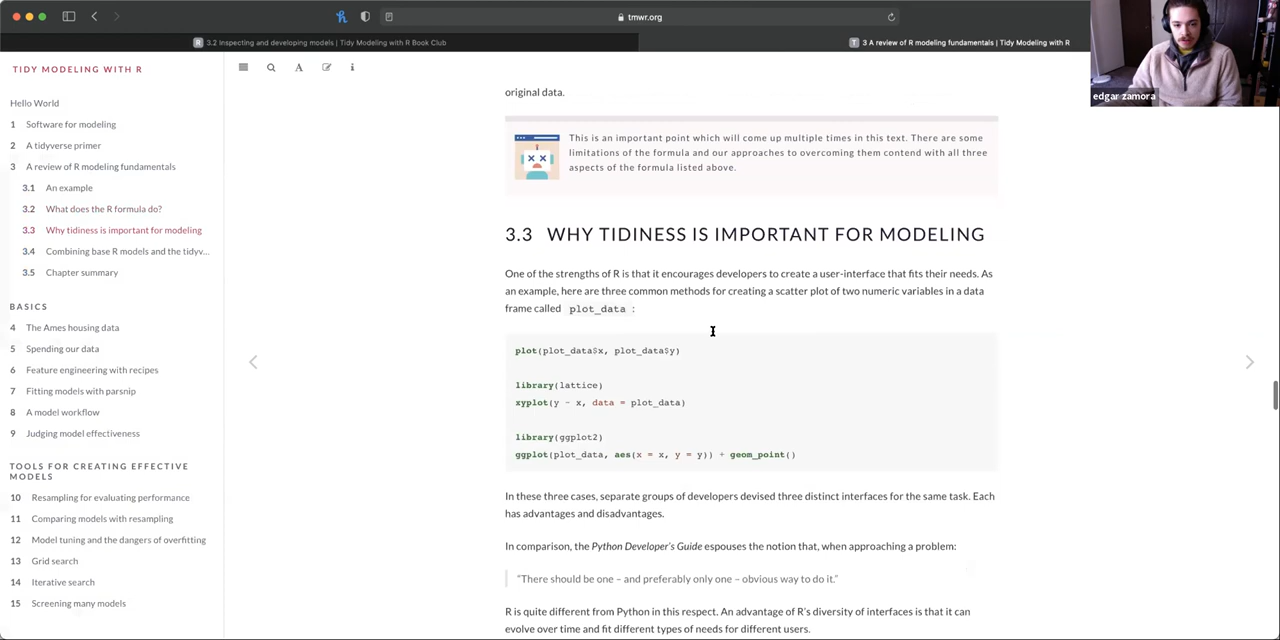 tmwr.org
3.2 Inspecting and developing models | Tidy Modeling with R Book Club
3 A review of R modeling fundamentals | Tidy Modeling with R
edgar zamora
TIDY MODELING WITH R
Hello World
1 Software for modeling
2 A tidyverse primer
3 A review of R modeling fundamentals
3.1 An example
3.2 What does the R formula do?
3.3 Why tidiness is important for modeling
3.4 Combining base R models and the tidyv...
3.5 Chapter summary
BASICS
4 The Ames housing data
5 Spending our data
6 Feature engineering with recipes
7 Fitting models with parsnip
8 A model workflow
9 Judging model effectiveness
TOOLS FOR CREATING EFFECTIVE
MODELS
10 Resampling for evaluating performance
11 Comparing models with resampling
12 Model tuning and the dangers of overfitting
13 Grid search
14 Iterative search
15 Screening many models
original data.
This is an important point which will come up multiple times in this text. There are some
limitations of the formula and our approaches to overcoming them contend with all three
aspects of the formula listed above.
3.3 WHY TIDINESS IS IMPORTANT FOR MODELING
One of the strengths of R is that it encourages developers to create a user-interface that fits their needs. As
an example, here are three common methods for creating a scatter plot of two numeric variables in a data
frame called plot_data :
plot(plot_data$x, plot_data$y)
library(lattice)
xyplot(y ~ x, data = plot_data)
library(ggplot2)
ggplot(plot_data, aes(x = x, y = y)) + geom_point()
In these three cases, separate groups of developers devised three distinct interfaces for the same task. Each
has advantages and disadvantages.
In comparison, the Python Developer's Guide espouses the notion that, when approaching a problem:
"There should be one – and preferably only one – obvious way to do it."
R is quite different from Python in this respect. An advantage of R's diversity of interfaces is that it can
evolve over time and fit different types of needs for different users.